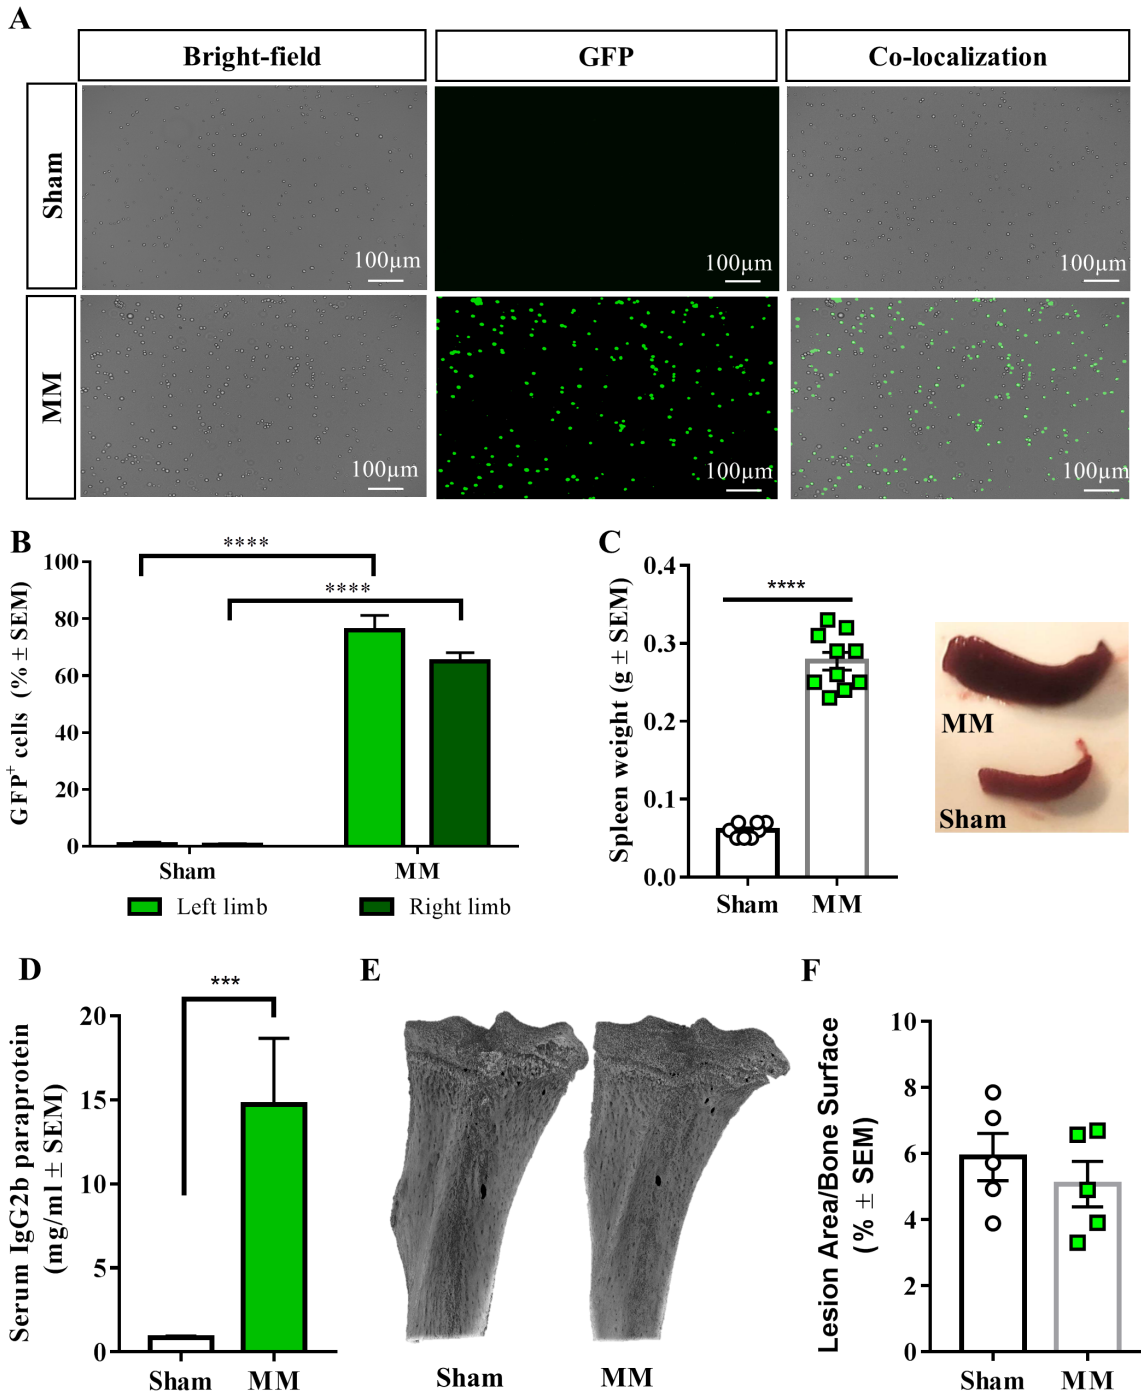 A
Bright-field
GFP
Co-localization
Sham
100μm
100μm
100μm
MM
100μm
100μm
100μm
B
GFP+ cells (% ± SEM)
100
80
60
40
20
0
****
****
Sham
MM
Left limb
Right limb
C
Spleen weight (g ± SEM)
0.4
0.3
0.2
0.1
0.0
****
Sham
MM
MM
Sham
D
Serum IgG2b paraprotein
(mg/ml ± SEM)
20
15
10
5
0
***
Sham
MM
E
Sham
MM
F
Lesion Area/Bone Surface
(% ± SEM)
10
8
6
4
2
0
Sham
MM